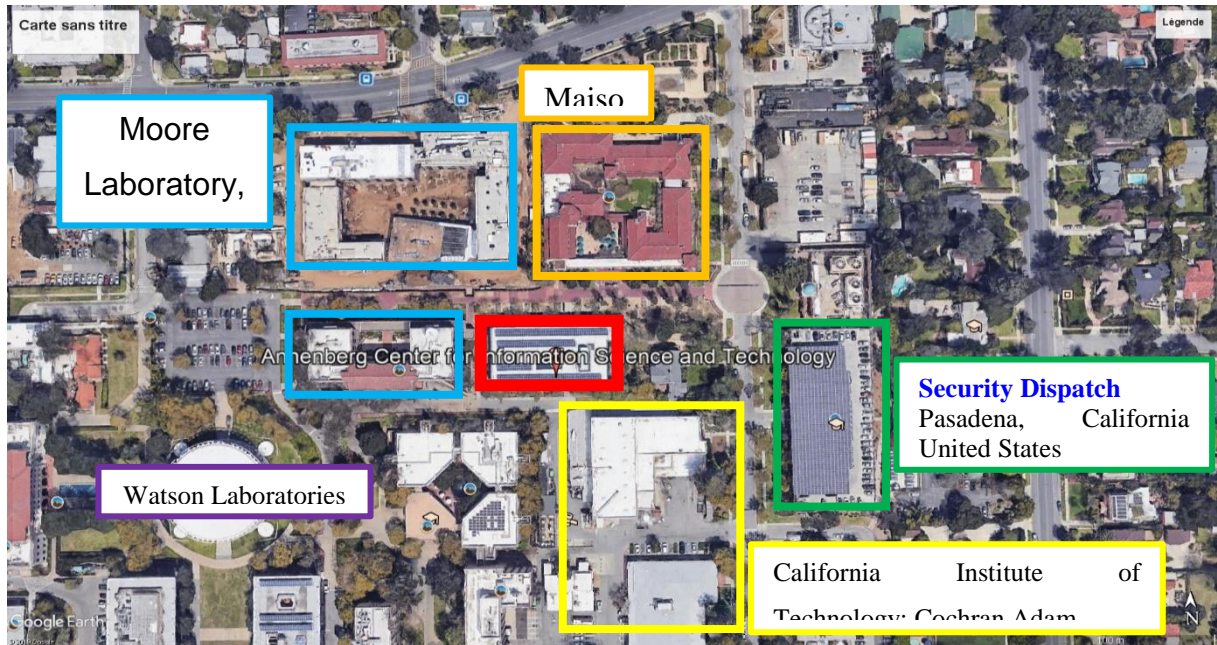 Carte sans titre
Légende
Maiso
Moore
Laboratory,
Annenberg Center for Information Science and Technology
Security Dispatch
Pasadena, California
United States
Watson Laboratories
California Institute of
Technology: Cochran Adam
N
Google Earth
100 m